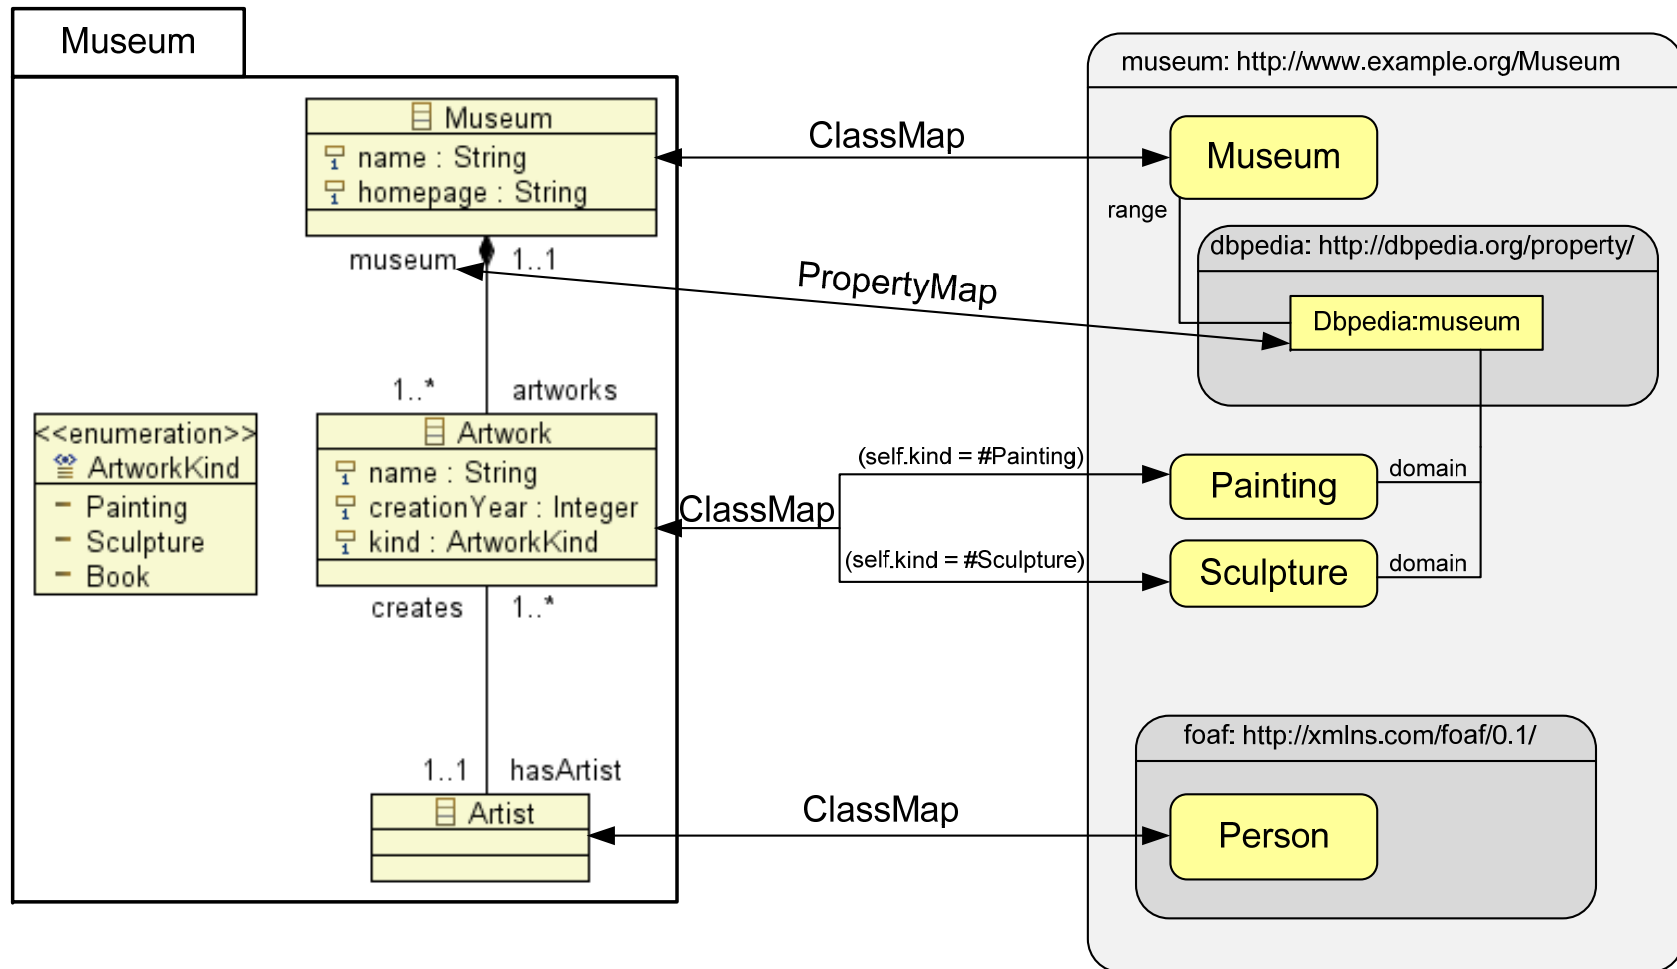 Museum
Museum
name : String
homepage : String
museum
1..1
1..*
artworks
<<enumeration>>
ArtworkKind
Painting
Sculpture
Book
Artwork
name : String
creationYear : Integer
kind : ArtworkKind
creates
1..*
1..1
hasArtist
Artist
ClassMap
PropertyMap
(self.kind = #Painting)
ClassMap
(self.kind = #Sculpture)
ClassMap
museum: http://www.example.org/Museum
Museum
range
dbpedia: http://dbpedia.org/property/
Dbpedia:museum
Painting
domain
Sculpture
domain
foaf: http://xmlns.com/foaf/0.1/
Person